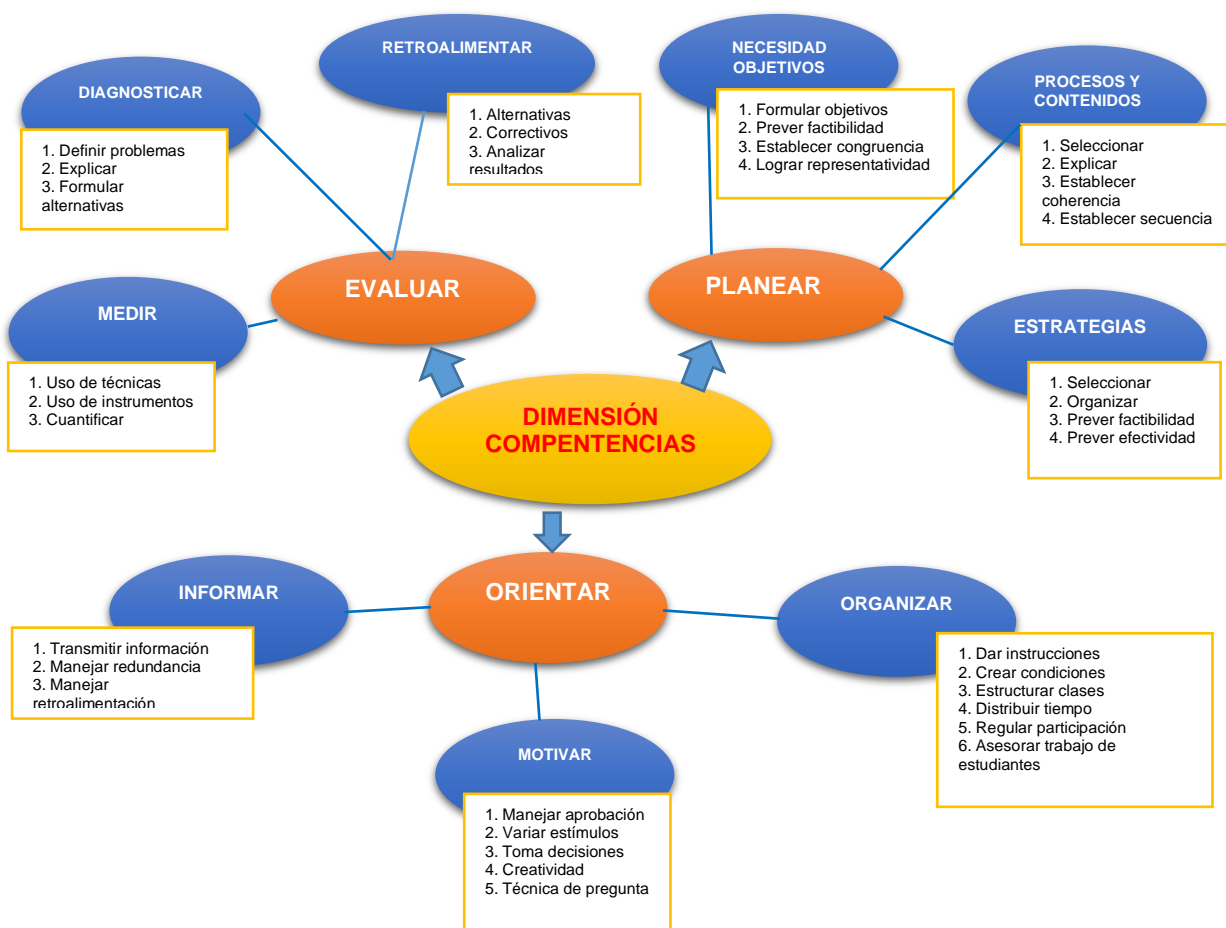 RETROALIMENTAR
1. Alternativas
2. Correctivos
3. Analizar
resultados
DIAGNOSTICAR
1. Definir problemas
2. Explicar
3. Formular
alternativas
NECESIDAD
OBJETIVOS
1. Formular objetivos
2. Prever factibilidad
3. Establecer congruencia
4. Lograr representatividad
PROCESOS Y
CONTENIDOS
1. Seleccionar
2. Explicar
3. Establecer
coherencia
4. Establecer secuencia
EVALUAR
PLANEAR
MEDIR
1. Uso de técnicas
2. Uso de instrumentos
3. Cuantificar
ESTRATEGIAS
1. Seleccionar
2. Organizar
3. Prever factibilidad
4. Prever efectividad
DIMENSIÓN
COMPENTENCIAS
ORIENTAR
INFORMAR
1. Transmitir información
2. Manejar redundancia
3. Manejar
retroalimentación
ORGANIZAR
1. Dar instrucciones
2. Crear condiciones
3. Estructurar clases
4. Distribuir tiempo
5. Regular participación
6. Asesorar trabajo de
estudiantes
MOTIVAR
1. Manejar aprobación
2. Variar estímulos
3. Toma decisiones
4. Creatividad
5. Técnica de pregunta